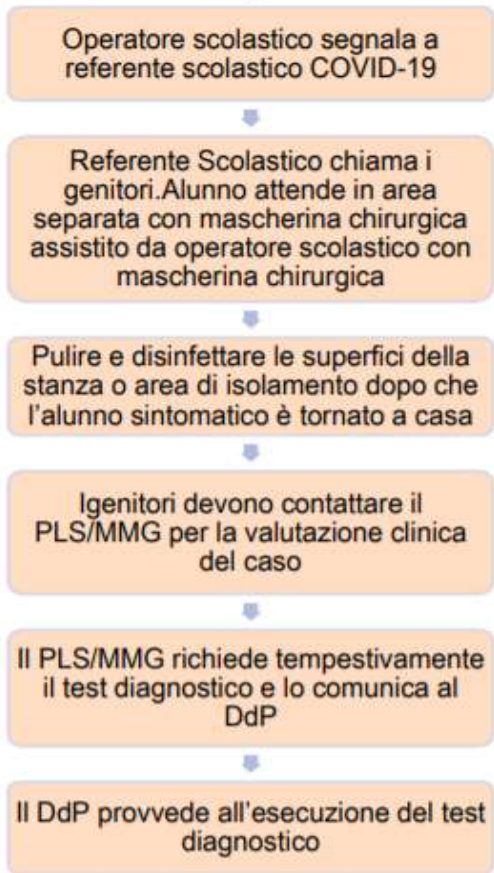 Operatore scolastico segnala a
referente scolastico COVID-19
Referente Scolastico chiama i
genitori.Alunno attende in area
separata con mascherina chirurgica
assistito da operatore scolastico con
mascherina chirurgica
Pulire e disinfettare le superfici della
stanza o area di isolamento dopo che
l'alunno sintomatico è tornato a casa
Igenitori devono contattare il
PLS/MMG per la valutazione clinica
del caso
Il PLS/MMG richiede tempestivamente
il test diagnostico e lo comunica al
DdP
Il DdP provvede all'esecuzione del test
diagnostico